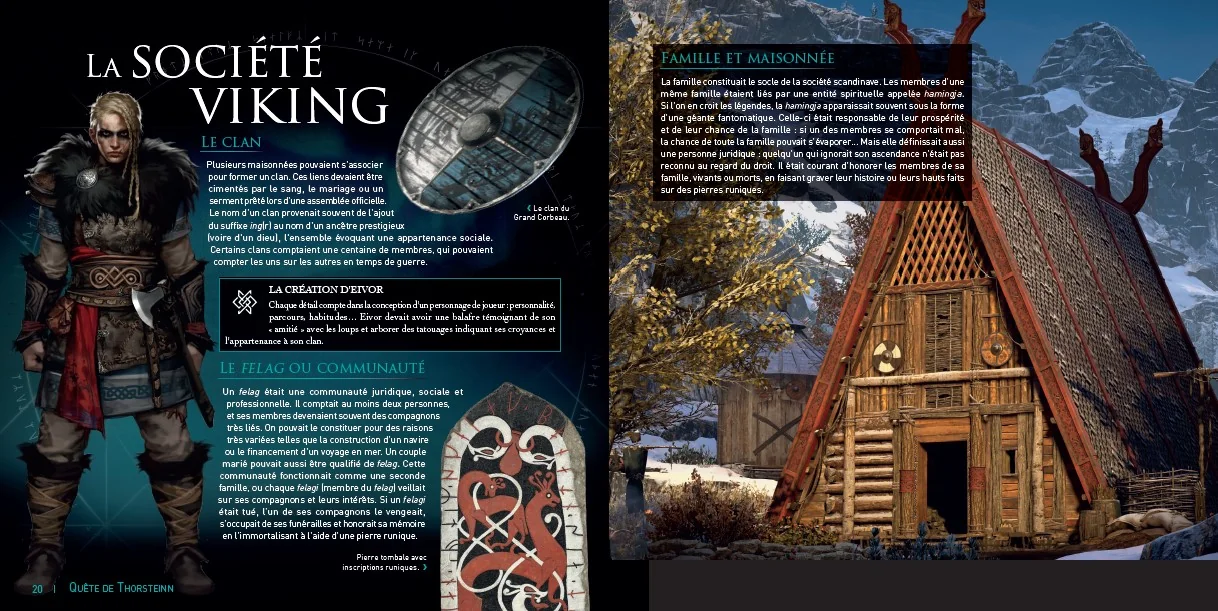 LA SOCIÉTÉ
VIKING
LE CLAN
Plusieurs maisonnées pouvaient s'associer
pour former un clan. Ces liens devaient être
cimentés par le sang, le mariage ou un
serment prêté lors d'une assemblée officielle.
Le nom d'un clan provenait souvent de l'ajout
du suffixe ing(r) au nom d'un ancêtre prestigieux
(voire d'un dieu), l'ensemble évoquant une appartenance sociale.
Certains clans comptaient une centaine de membres, qui pouvaient
compter les uns sur les autres en temps de guerre.
‹ Le clan du
Grand Corbeau.
LA CRÉATION D'EIVOR
Chaque détail compte dans la conception d'un personnage de joueur : personnalité,
parcours, habitudes… Eivor devait avoir une balafre témoignant de son
« amitié » avec les loups et arborer des tatouages indiquant ses croyances et
l'appartenance à son clan.
LE FELAG OU COMMUNAUTÉ
Un felag était une communauté juridique, sociale et
professionnelle. Il comptait au moins deux personnes,
et ses membres devenaient souvent des compagnons
très liés. On pouvait le constituer pour des raisons
très variées telles que la construction d'un navire
ou le financement d'un voyage en mer. Un couple
marié pouvait aussi être qualifié de felag. Cette
communauté fonctionnait comme une seconde
famille, ou chaque felagi (membre du felag) veillait
sur ses compagnons et leurs intérêts. Si un felagi
était tué, l'un de ses compagnons le vengeait,
s'occupait de ses funérailles et honorait sa mémoire
en l'immortalisant à l'aide d'une pierre runique.
Pierre tombale avec
inscriptions runiques. ›
20 | QUÊTE DE THORSTEINN
FAMILLE ET MAISONNÉE
La famille constituait le socle de la société scandinave. Les membres d'une
même famille étaient liés par une entité spirituelle appelée hamingja.
Si l'on en croit les légendes, la hamingja apparaissait souvent sous la forme
d'une géante fantomatique. Celle-ci était responsable de leur prospérité
et de leur chance de la famille : si un des membres se comportait mal,
la chance de toute la famille pouvait s'évaporer... Mais elle définissait aussi
une personne juridique : quelqu'un qui ignorait son ascendance n'était pas
reconnu au regard du droit. Il était courant d'honorer les membres de sa
famille, vivants ou morts, en faisant graver leur histoire ou leurs hauts faits
sur des pierres runiques.